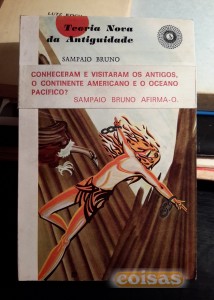 Teoria Nova
da Antiguidade
SAMPAIO BRUNO
CONHECERAM E VISITARAM OS ANTIGOS,
O CONTINENTE AMERICANO E O OCEANO
PACÍFICO?
SAMPAIO BRUNO AFIRMA-O.
coisas